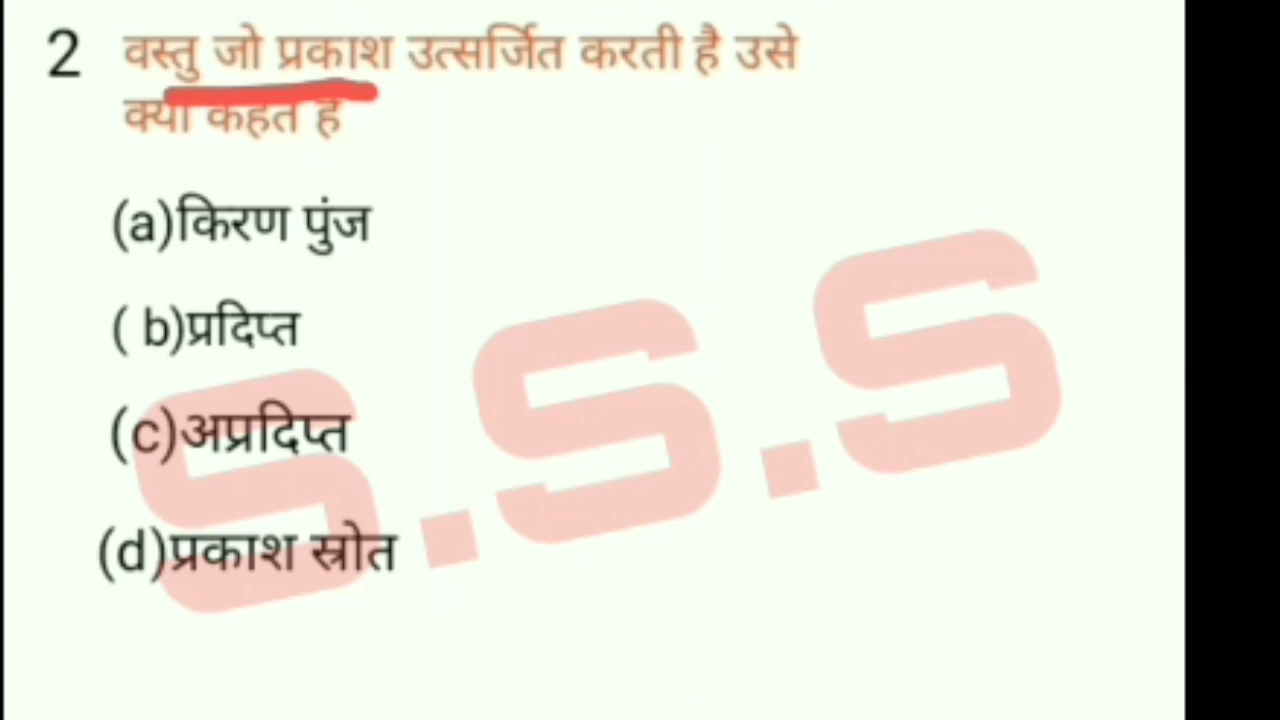 2 वस्तु जो प्रकाश उत्सर्जित करती है उसे
क्या कहते है
(a)किरण पुंज
( b)प्रदिप्त
(c)अप्रदिप्त
(d)प्रकाश स्रोत
S.S.S